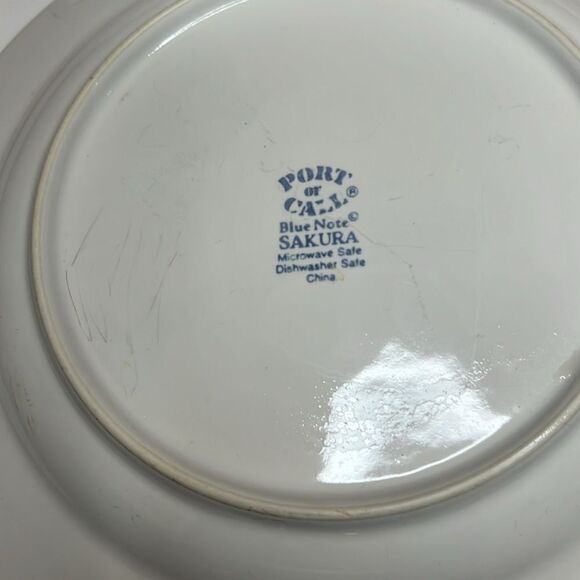 PORT
OF
CALL®
Blue Note©
SAKURA
Microwave Safe
Dishwasher Safe
China